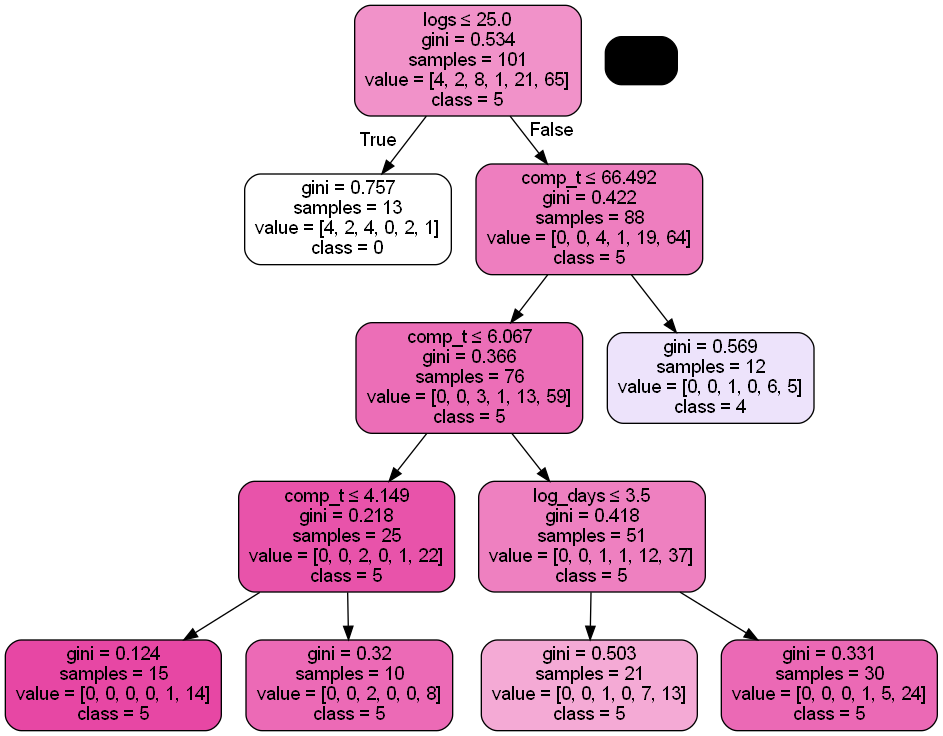 logs ≤ 25.0
gini = 0.534
samples = 101
value = [4, 2, 8, 1, 21, 65]
class = 5
True
False
gini = 0.757
samples = 13
value = [4, 2, 4, 0, 2, 1]
class = 0
comp_t ≤ 66.492
gini = 0.422
samples = 88
value = [0, 0, 4, 1, 19, 64]
class = 5
comp_t ≤ 6.067
gini = 0.366
samples = 76
value = [0, 0, 3, 1, 13, 59]
class = 5
gini = 0.569
samples = 12
value = [0, 0, 1, 0, 6, 5]
class = 4
comp_t ≤ 4.149
gini = 0.218
samples = 25
value = [0, 0, 2, 0, 1, 22]
class = 5
log_days ≤ 3.5
gini = 0.418
samples = 51
value = [0, 0, 1, 1, 12, 37]
class = 5
gini = 0.124
samples = 15
value = [0, 0, 0, 0, 1, 14]
class = 5
gini = 0.32
samples = 10
value = [0, 0, 2, 0, 0, 8]
class = 5
gini = 0.503
samples = 21
value = [0, 0, 1, 0, 7, 13]
class = 5
gini = 0.331
samples = 30
value = [0, 0, 0, 1, 5, 24]
class = 5